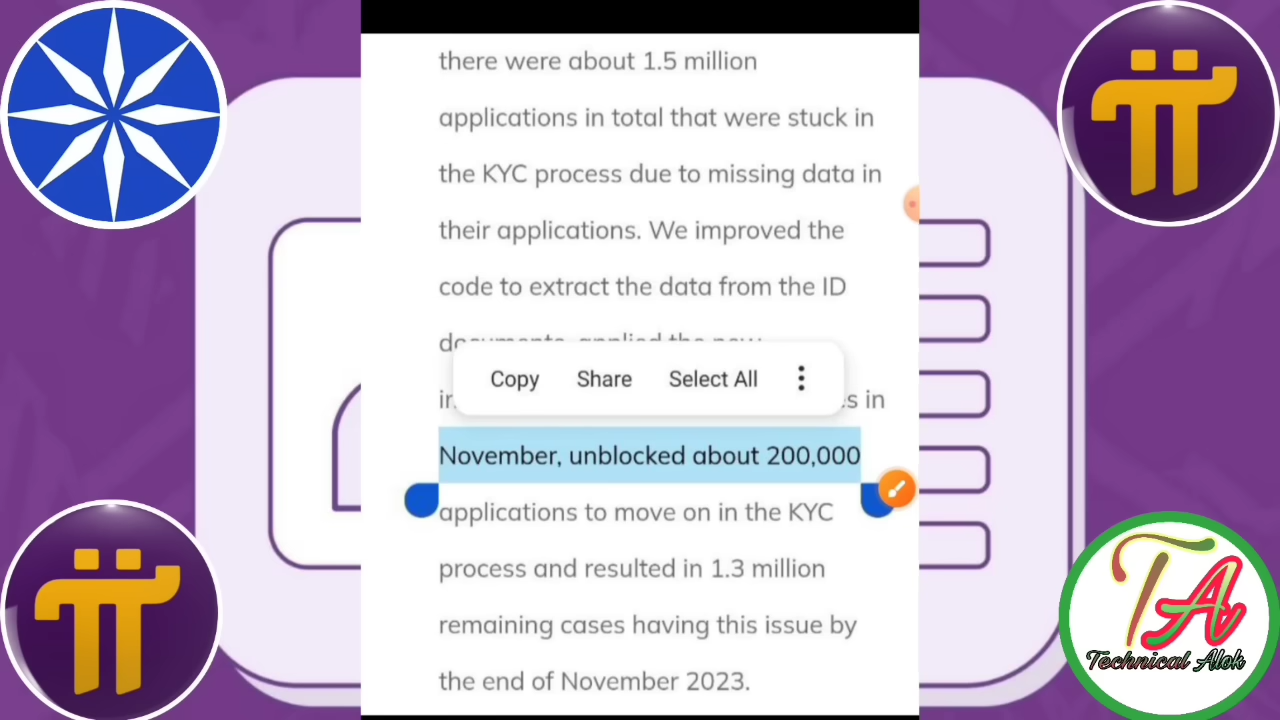 there were about 1.5 million
applications in total that were stuck in
the KYC process due to missing data in
their applications. We improved the
code to extract the data from the ID
Copy Share Select All
in
November, unblocked about 200,000
applications to move on in the KYC
process and resulted in 1.3 million
remaining cases having this issue by
the end of November 2023.
TA
Technical Alok